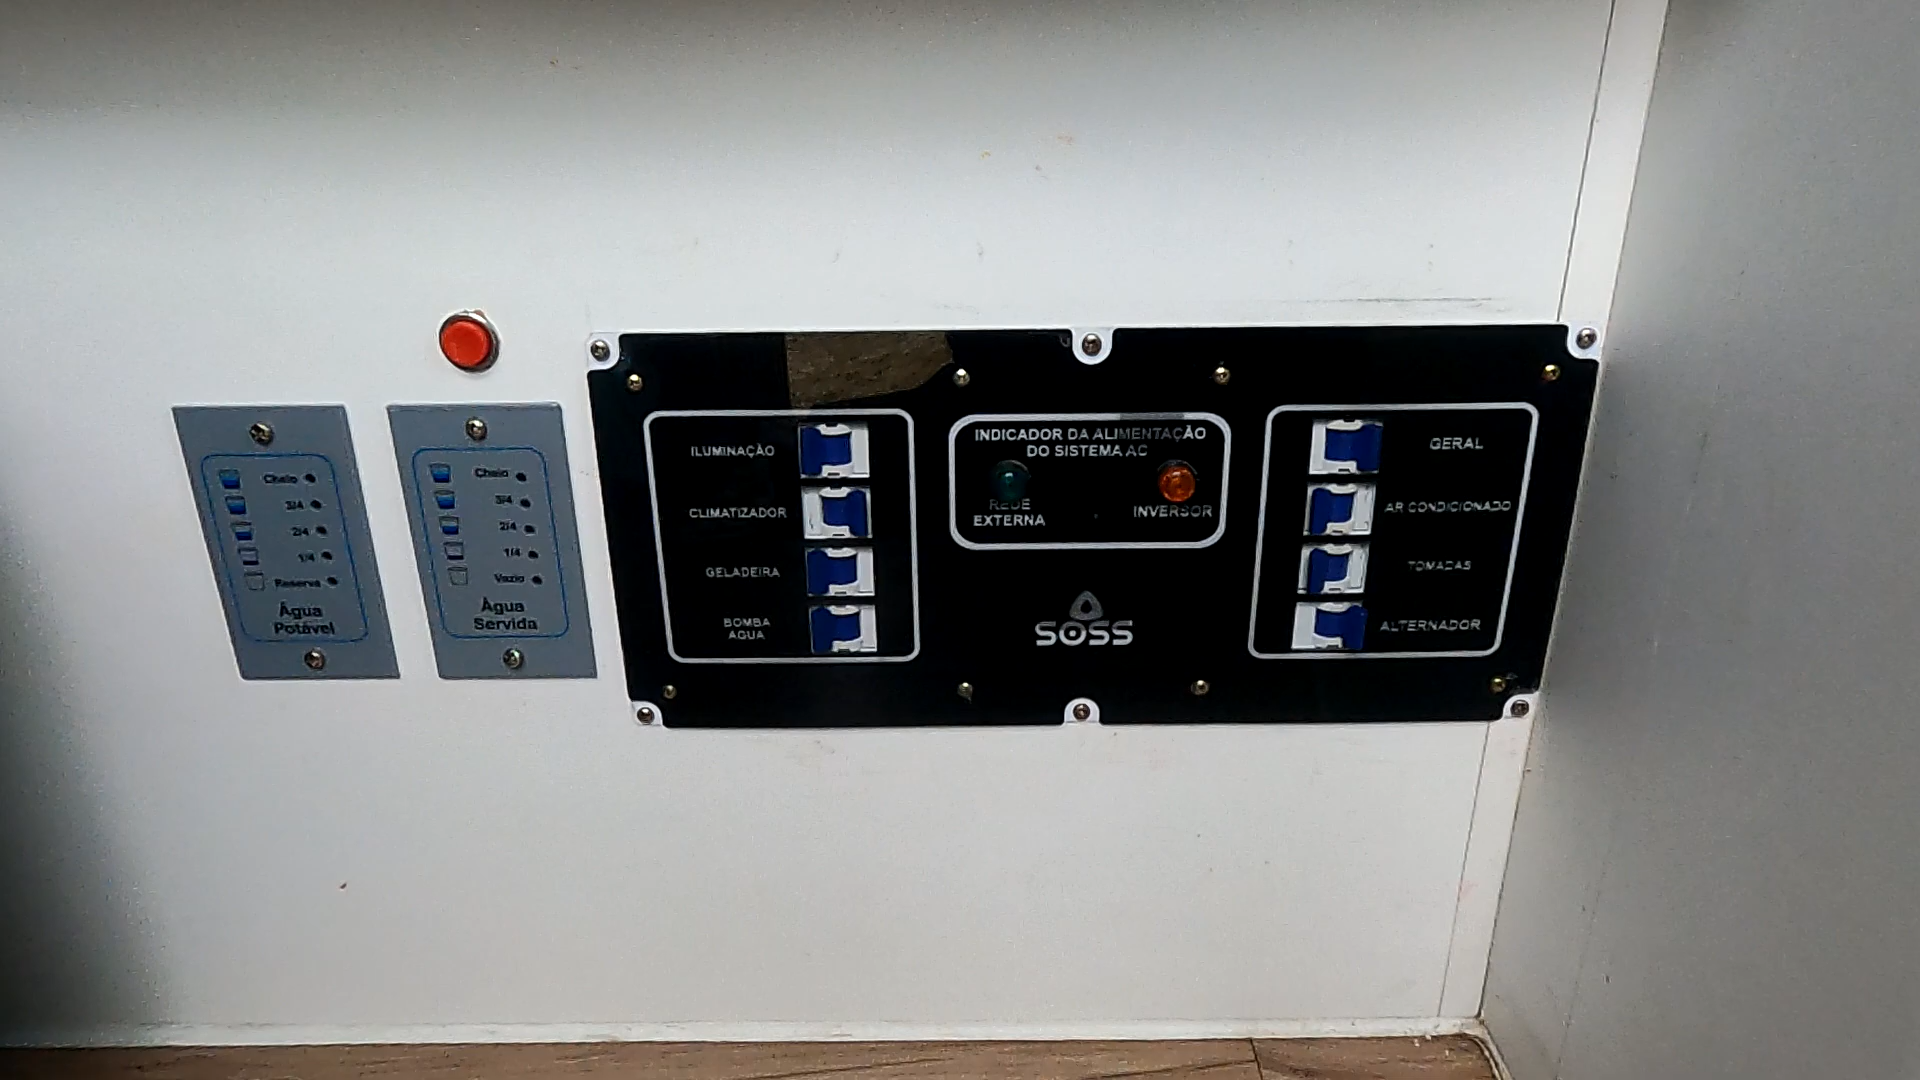 Cheio
3/4
2/4
1/4
Reserva
Água
Potável
Cheio
3/4
2/4
1/4
Vazio
Água
Servida
ILUMINAÇÃO
CLIMATIZADOR
GELADEIRA
BOMBA
AGUA
INDICADOR DA ALIMENTAÇÃO
DO SISTEMA AC
REDE
EXTERNA
INVERSOR
SOSS
GERAL
AR CONDICIONADO
TOMADAS
ALTERNADOR